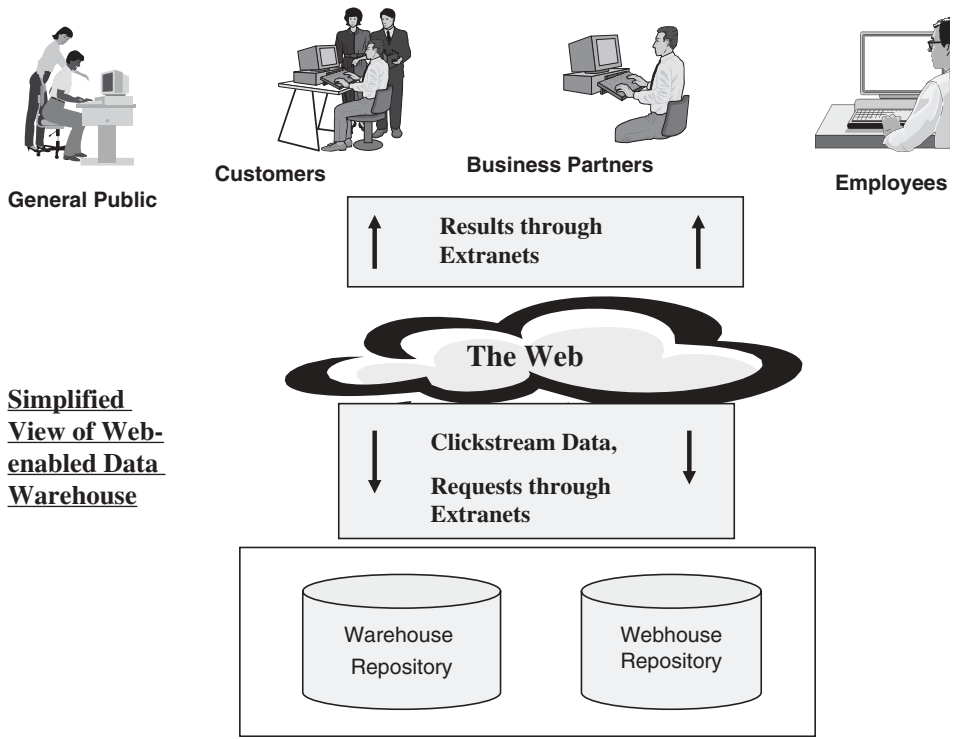 General Public
Customers
Business Partners
Employees
Results through
Extranets
The Web
Simplified
View of Web-
enabled Data
Warehouse
Clickstream Data,
Requests through
Extranets
Warehouse
Repository
Webhouse
Repository